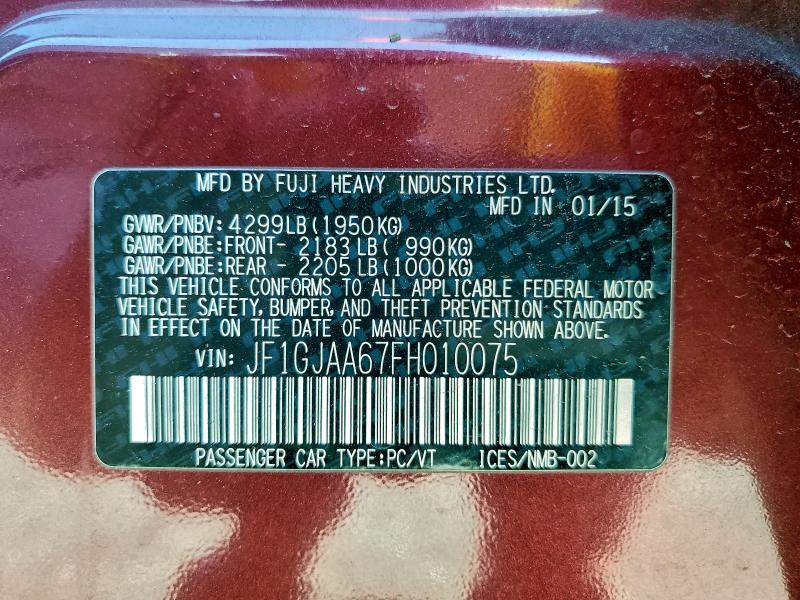 MFD BY FUJI HEAVY INDUSTRIES LTD.
MFD IN 01/15
GVWR/PNBV: 4299LB (1950KG)
GAWR/PNBE:FRONT- 2183 LB ( 990KG)
GAWR/PNBE:REAR - 2205 LB (1000KG)
THIS VEHICLE CONFORMS TO ALL APPLICABLE FEDERAL MOTOR
VEHICLE SAFETY, BUMPER, AND THEFT PREVENTION STANDARDS
IN EFFECT ON THE DATE OF MANUFACTURE SHOWN ABOVE.
VIN: JF1GJAA67FH010075
PASSENGER CAR TYPE:PC/VT ICES/NMB-002